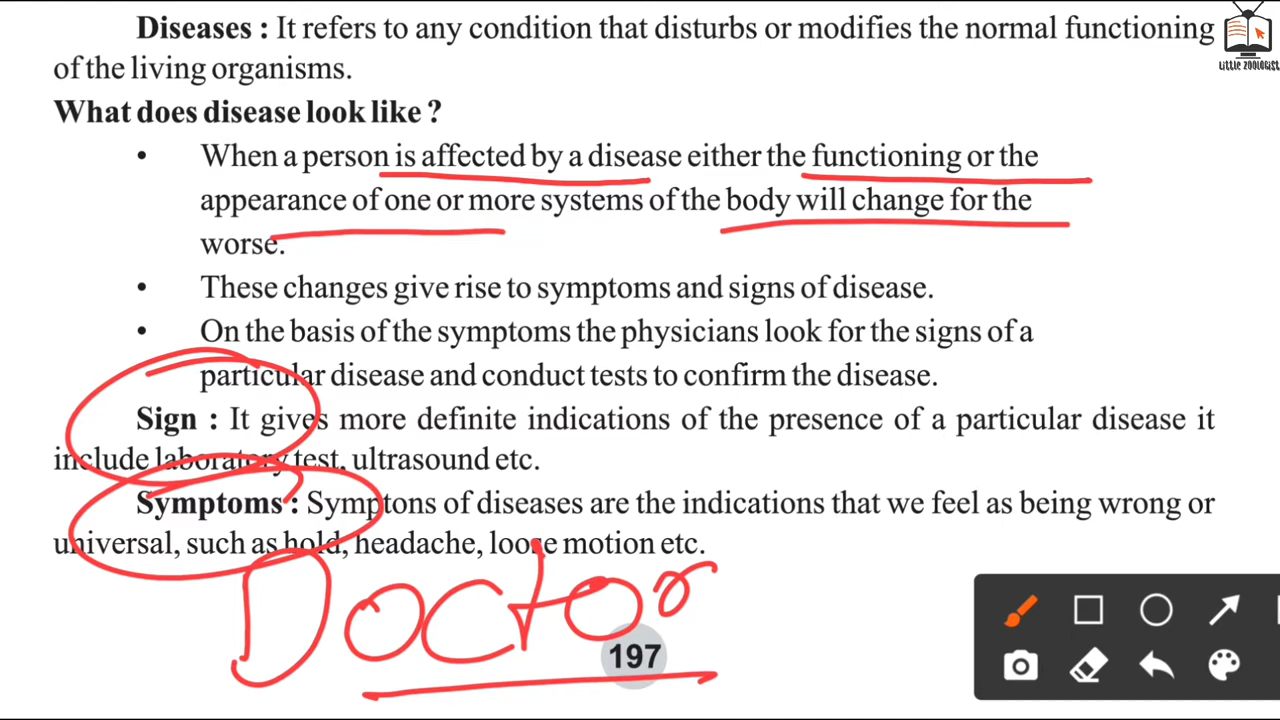 Diseases : It refers to any condition that disturbs or modifies the normal functioning
of the living organisms.
LITTLE ZOOLOGIST
What does disease look like ?
• When a person is affected by a disease either the functioning or the
appearance of one or more systems of the body will change for the
worse.
• These changes give rise to symptoms and signs of disease.
• On the basis of the symptoms the physicians look for the signs of a
particular disease and conduct tests to confirm the disease.
Sign : It gives more definite indications of the presence of a particular disease it
include laboratory test, ultrasound etc.
Symptoms : Symptons of diseases are the indications that we feel as being wrong or
universal, such as hold, headache, loose motion etc.
Doctor
197